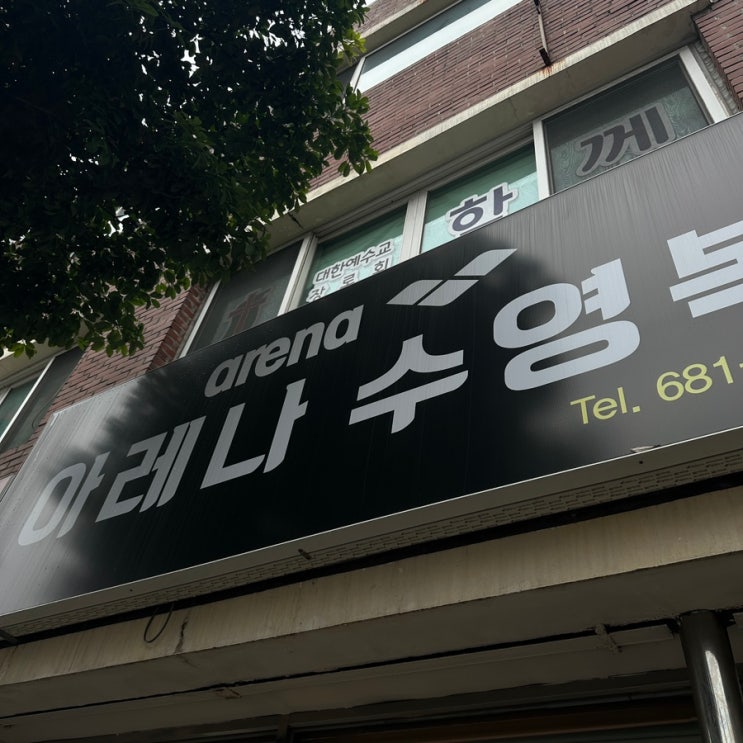 께
하
대한예수교
장로회
arena
아레나 수영복
Tel. 681-